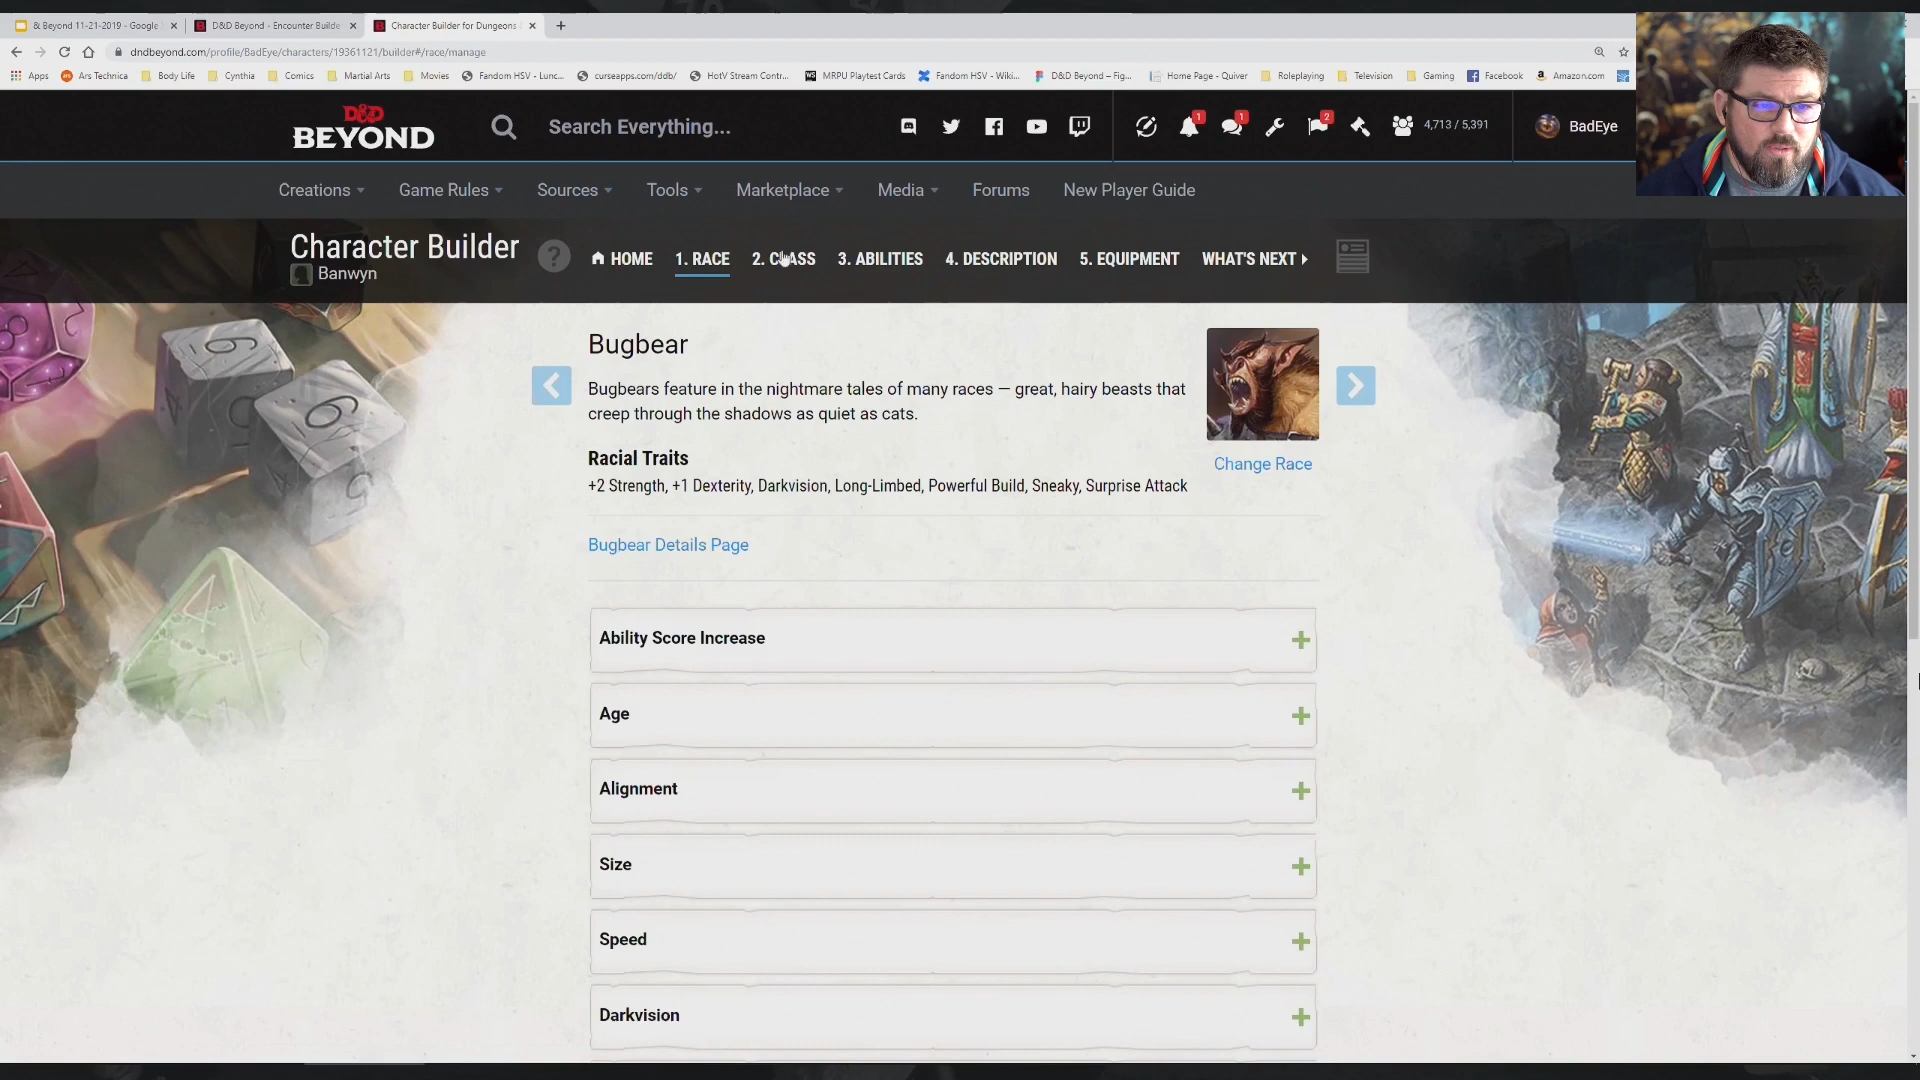 & Beyond 11-21-2019 - Google
D&D Beyond - Encounter Builde
Character Builder for Dungeons
dndbeyond.com/profile/BadEye/characters/19361121/builder#/race/manage
Apps
Ars Technica
Body Life
Cynthia
Comics
Martial Arts
Movies
Fandom HSV - Lunc...
curseapps.com/ddb/
HotV Stream Contr...
MRPU Playtest Cards
Fandom HSV - Wiki...
D&D Beyond – Fig...
Home Page - Quiver
Roleplaying
Television
Gaming
Facebook
Amazon.com
D&D
BEYOND
Search Everything...
1
1
2
4,713 / 5,391
BadEye
Creations
Game Rules
Sources
Tools
Marketplace
Media
Forums
New Player Guide
Character Builder
Banwyn
?
HOME
1. RACE
2. CLASS
3. ABILITIES
4. DESCRIPTION
5. EQUIPMENT
WHAT'S NEXT
Bugbear
Bugbears feature in the nightmare tales of many races — great, hairy beasts that
creep through the shadows as quiet as cats.
Change Race
Racial Traits
+2 Strength, +1 Dexterity, Darkvision, Long-Limbed, Powerful Build, Sneaky, Surprise Attack
Bugbear Details Page
Ability Score Increase
Age
Alignment
Size
Speed
Darkvision